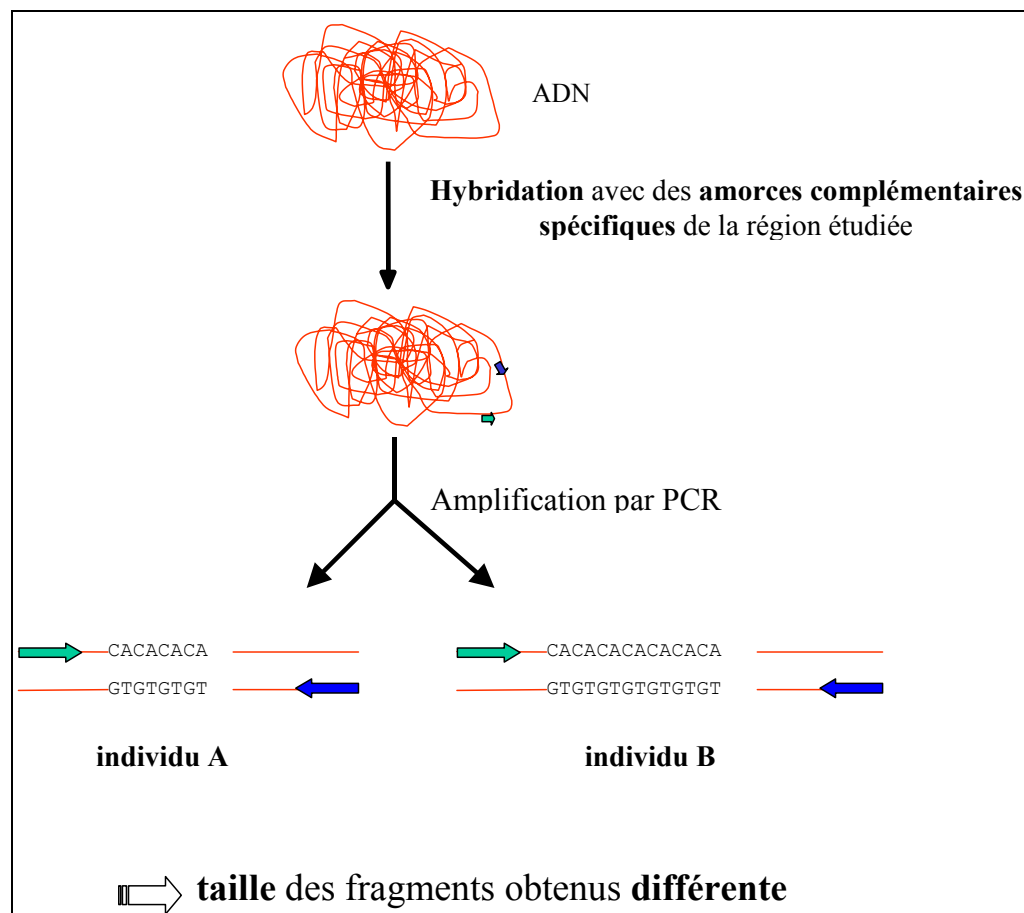 ADN
Hybridation avec des amorces complémentaires
spécifiques de la région étudiée
Amplification par PCR
CACACACA
CACACACACACACA
GTGTGTGT
GTGTGTGTGTGTGT
individu A
individu B
taille des fragments obtenus différente